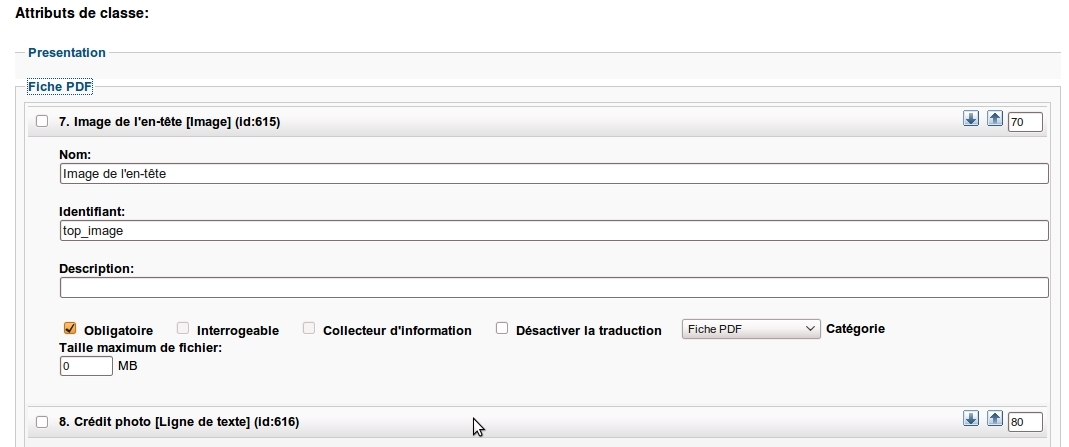 Attributs de classe:
Presentation
Fiche PDF
7. Image de l'en-tête [Image] (id:615)
70
Nom:
Image de l'en-tête
Identifiant:
top_image
Description:
Obligatoire Interrogeable Collecteur d'information Désactiver la traduction Fiche PDF Catégorie
Taille maximum de fichier:
0 MB
8. Crédit photo [Ligne de texte] (id:616)
80